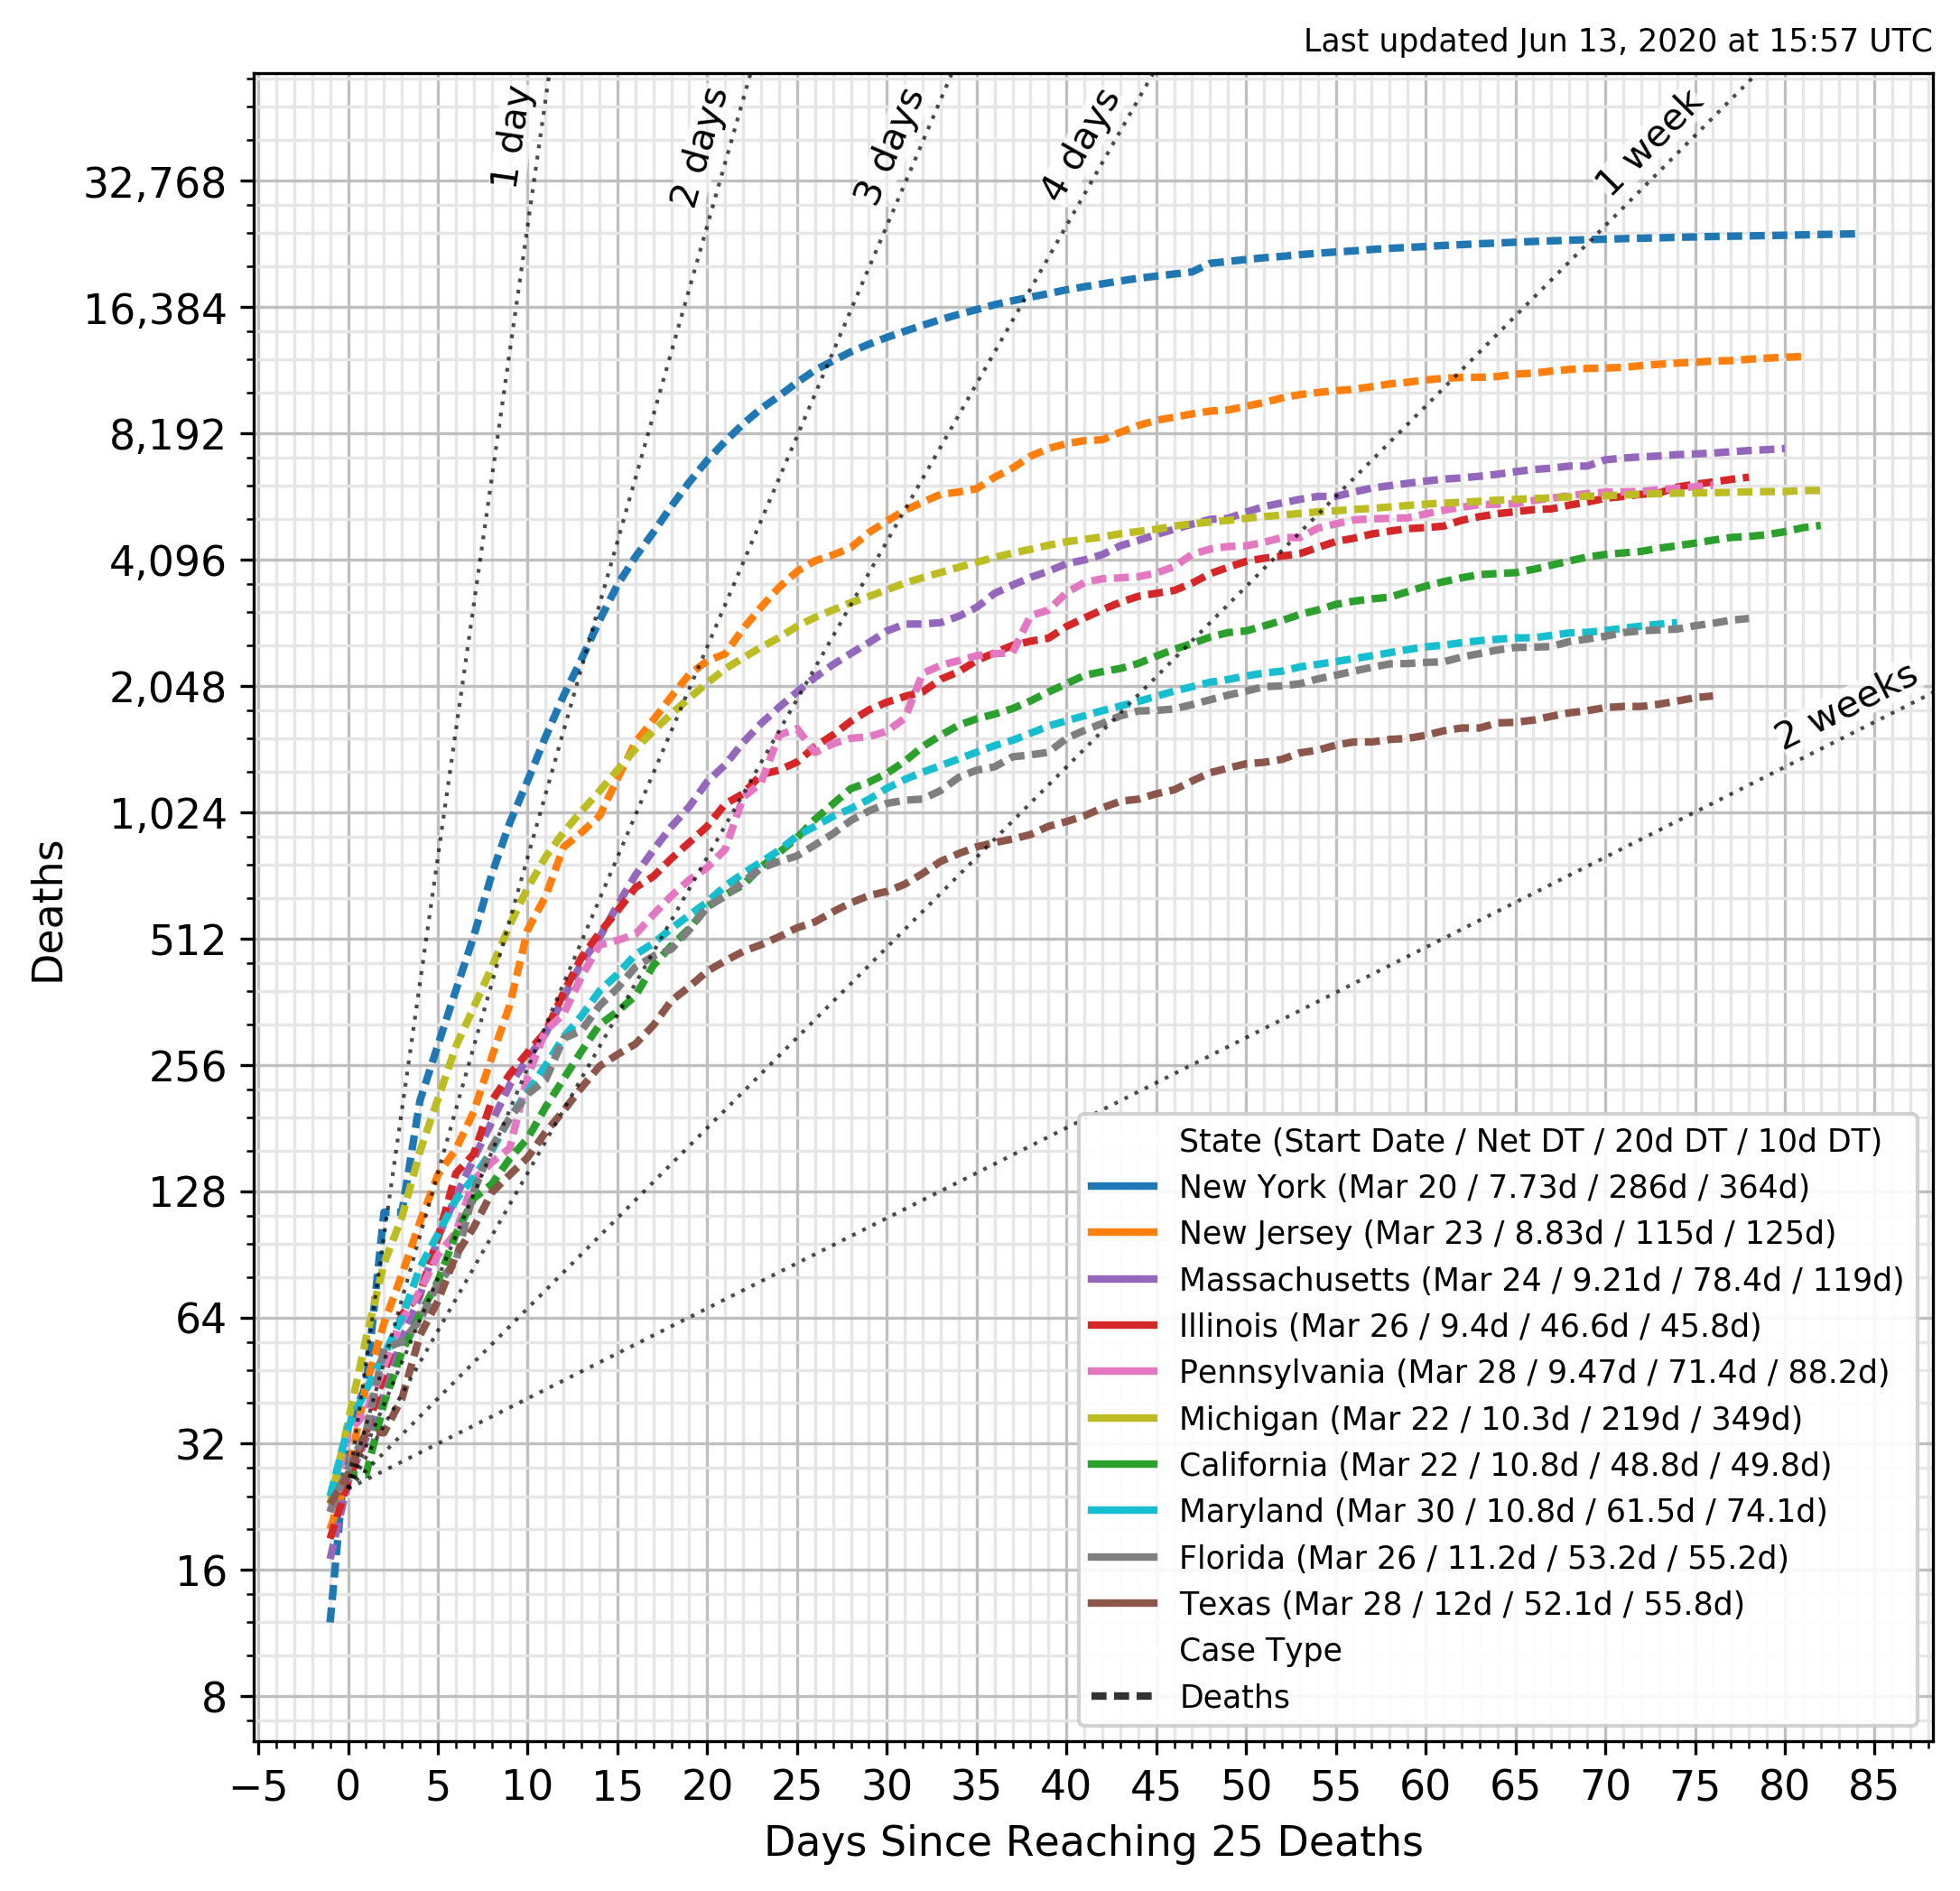 Last updated Jun 13, 2020 at 15:57 UTC
1 day
2 days
3 days
4 days
1 week
2 weeks
32,768
16,384
8,192
4,096
2,048
1,024
512
256
128
64
32
16
8
Deaths
State (Start Date / Net DT / 20d DT / 10d DT)
New York (Mar 20 / 7.73d / 286d / 364d)
New Jersey (Mar 23 / 8.83d / 115d / 125d)
Massachusetts (Mar 24 / 9.21d / 78.4d / 119d)
Illinois (Mar 26 / 9.4d / 46.6d / 45.8d)
Pennsylvania (Mar 28 / 9.47d / 71.4d / 88.2d)
Michigan (Mar 22 / 10.3d / 219d / 349d)
California (Mar 22 / 10.8d / 48.8d / 49.8d)
Maryland (Mar 30 / 10.8d / 61.5d / 74.1d)
Florida (Mar 26 / 11.2d / 53.2d / 55.2d)
Texas (Mar 28 / 12d / 52.1d / 55.8d)
Case Type
Deaths
−5 0 5 10 15 20 25 30 35 40 45 50 55 60 65 70 75 80 85
Days Since Reaching 25 Deaths